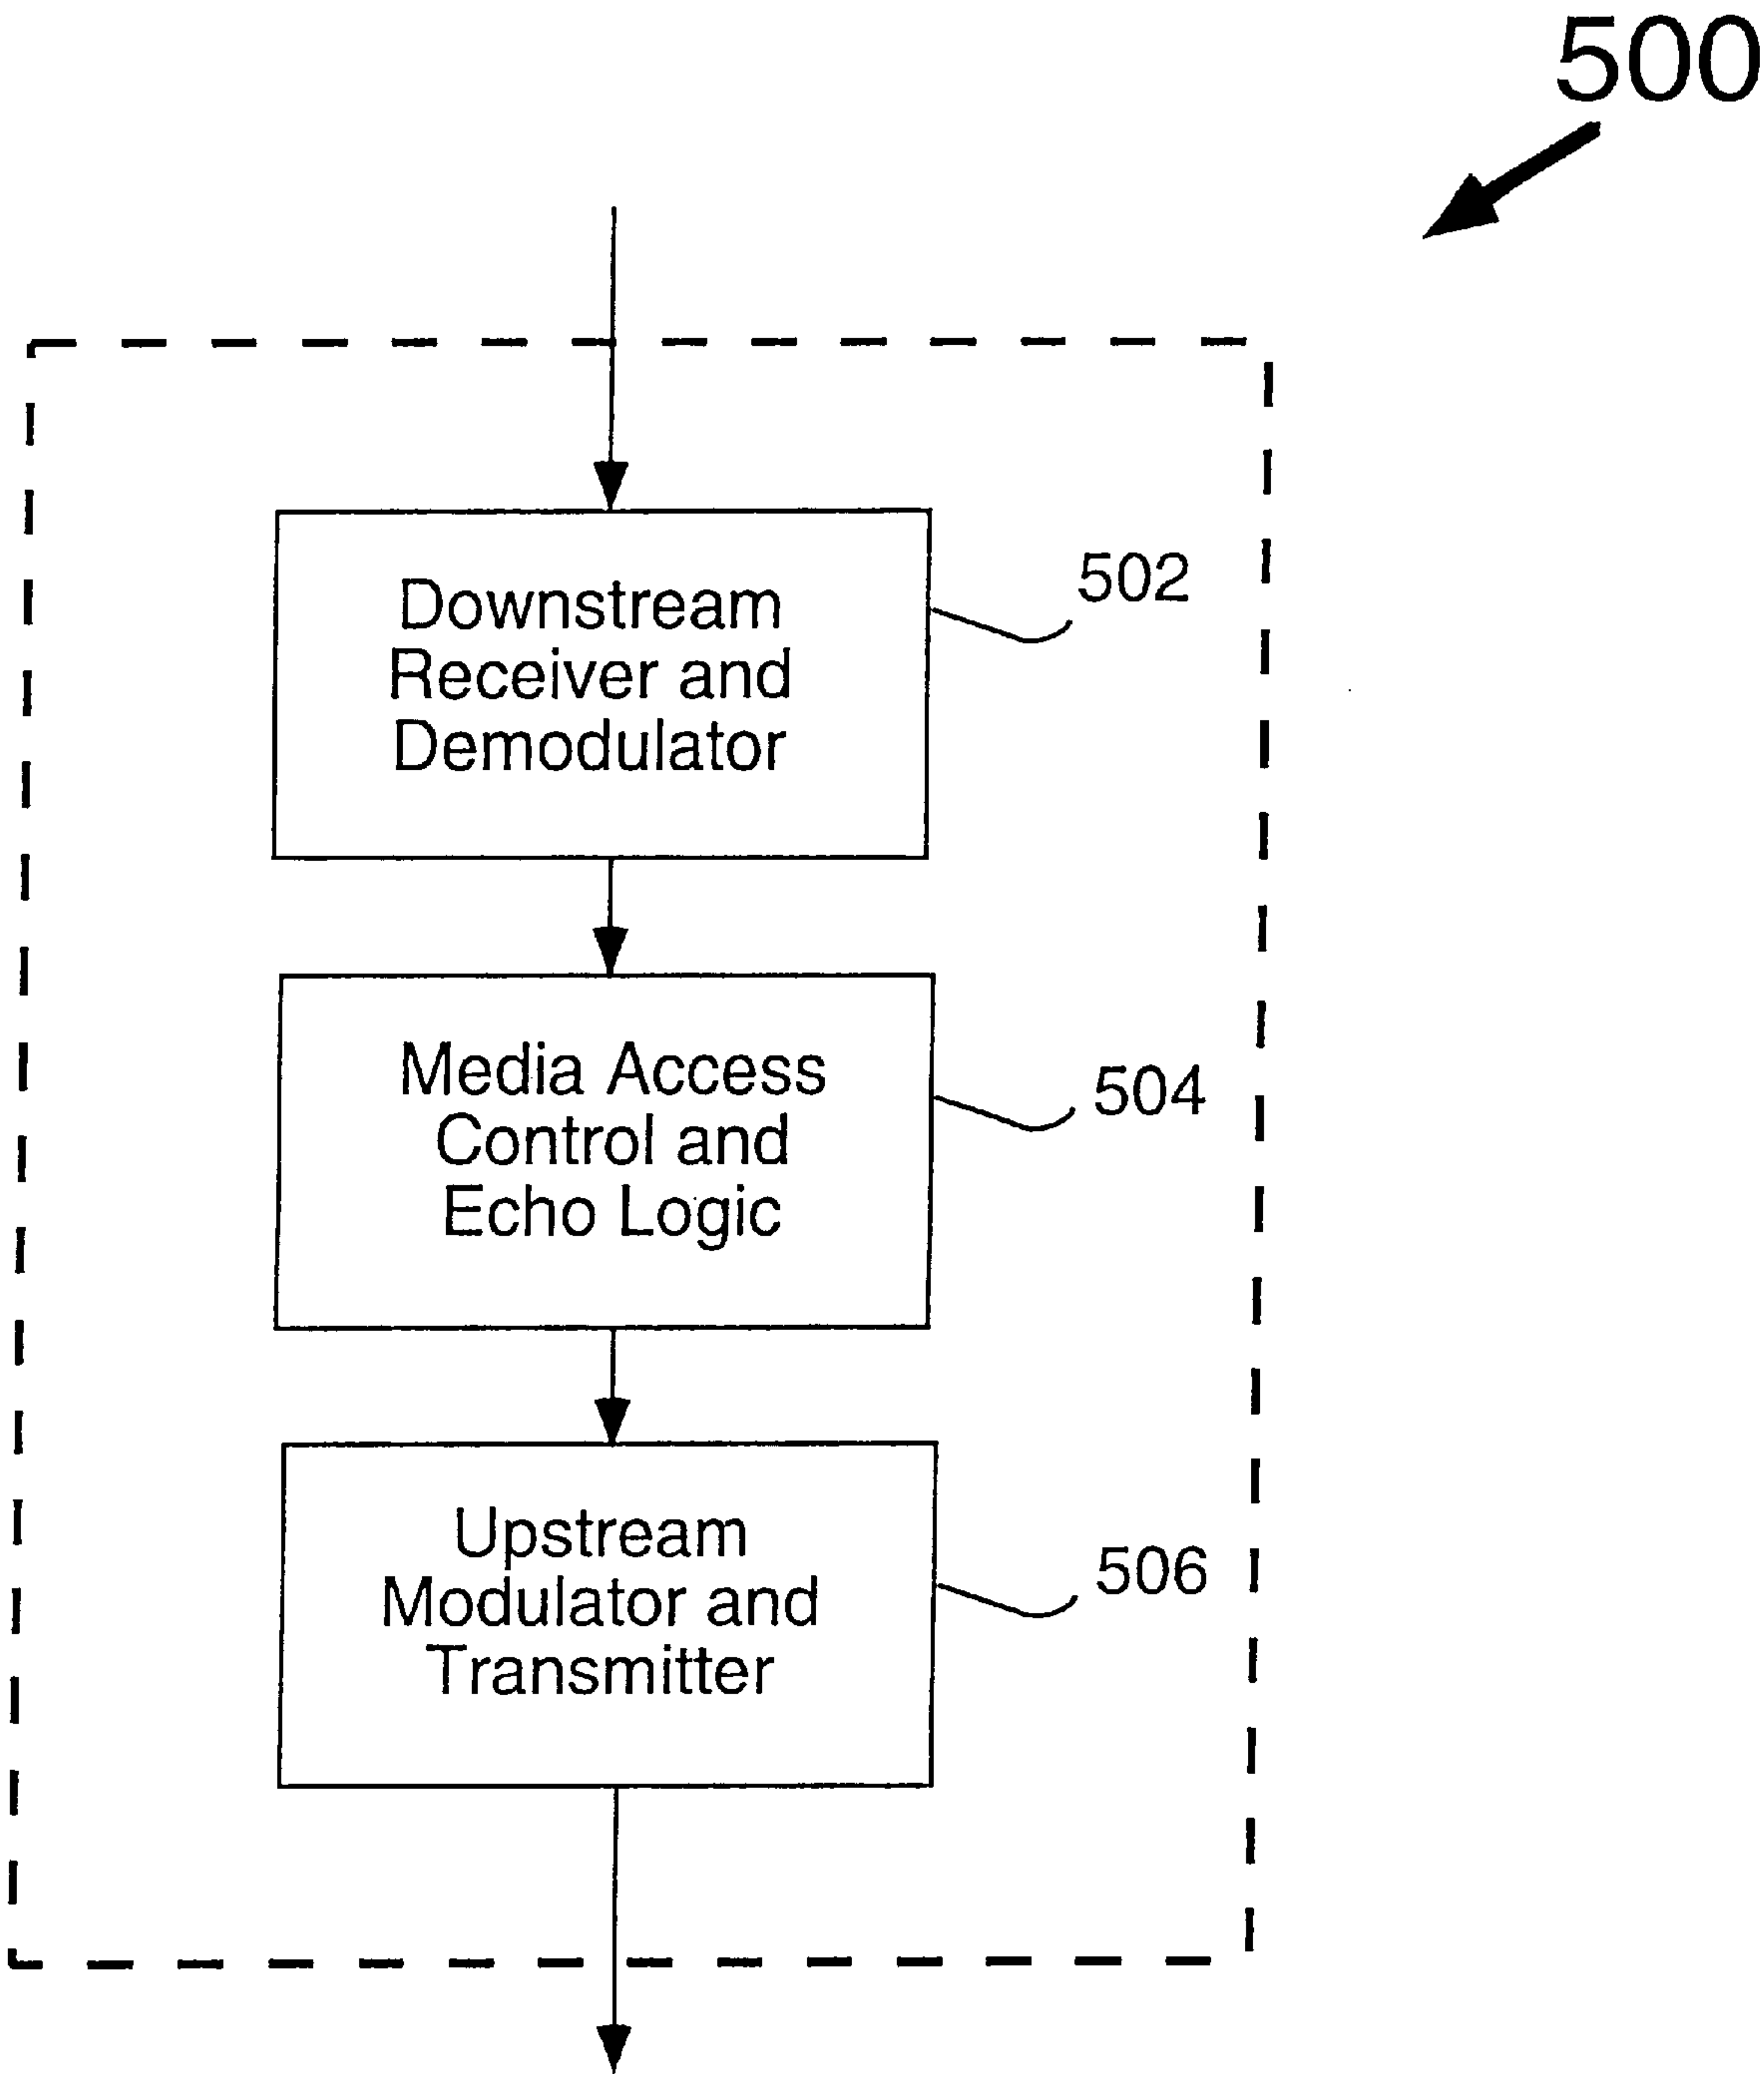 500
Downstream
Receiver and
Demodulator
502
Media Access
Control and
Echo Logic
504
Upstream
Modulator and
Transmitter
506